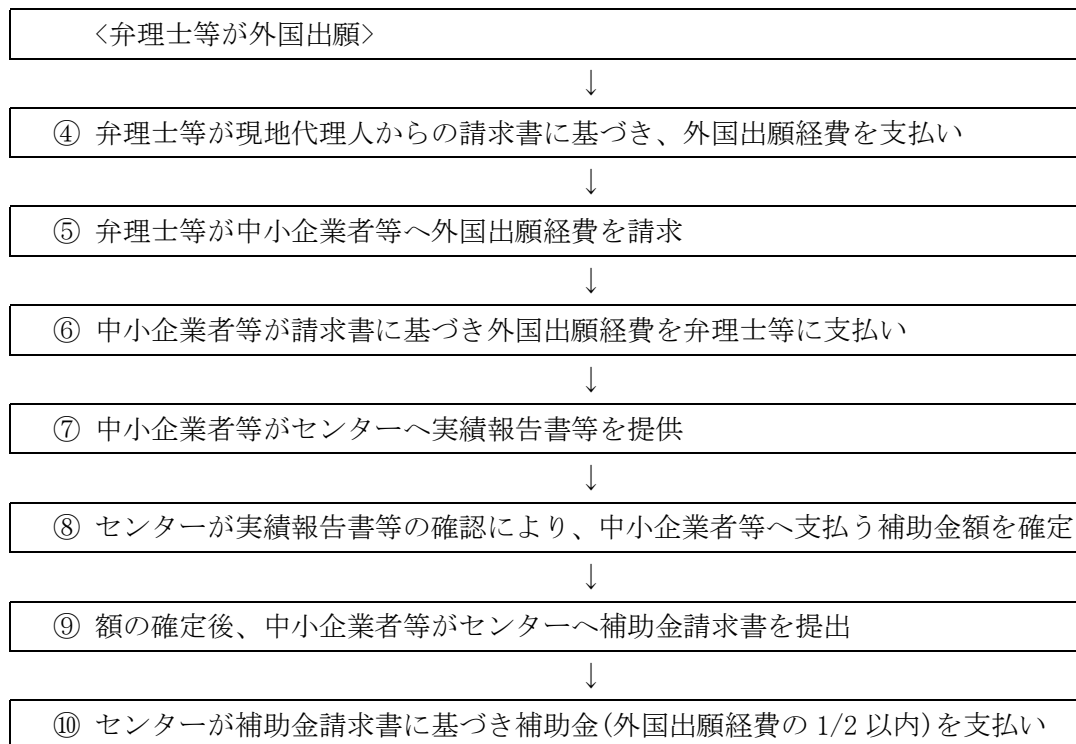 <弁理士等が外国出願>
↓
④ 弁理士等が現地代理人からの請求書に基づき、外国出願経費を支払い
↓
⑤ 弁理士等が中小企業者等へ外国出願経費を請求
↓
⑥ 中小企業者等が請求書に基づき外国出願経費を弁理士等に支払い
↓
⑦ 中小企業者等がセンターへ実績報告書等を提供
↓
⑧ センターが実績報告書等の確認により、中小企業者等へ支払う補助金額を確定
↓
⑨ 額の確定後、中小企業者等がセンターへ補助金請求書を提出
↓
⑩ センターが補助金請求書に基づき補助金(外国出願経費の 1/2 以内)を支払い